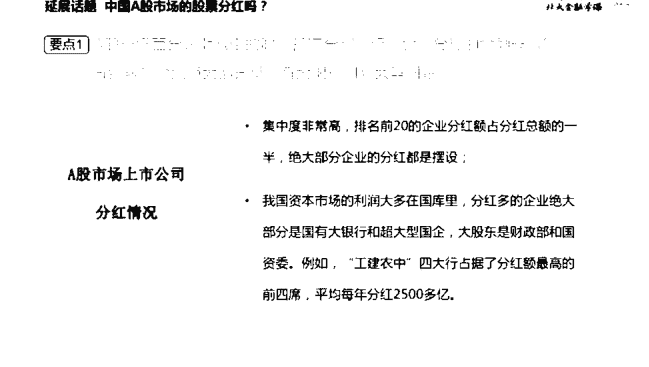 延展话题 中国A股市场的股票分红吗？
北大金融专课
要点1
• 集中度非常高，排名前20的企业分红额占分红总额的一
半，绝大部分企业的分红都是摆设；
A股市场上市公司
分红情况
• 我国资本市场的利润大多在国库里，分红多的企业绝大
部分是国有大银行和超大型国企，大股东是财政部和国
资委。例如，“工建农中”四大行占据了分红额最高的
前四席，平均每年分红2500多亿。